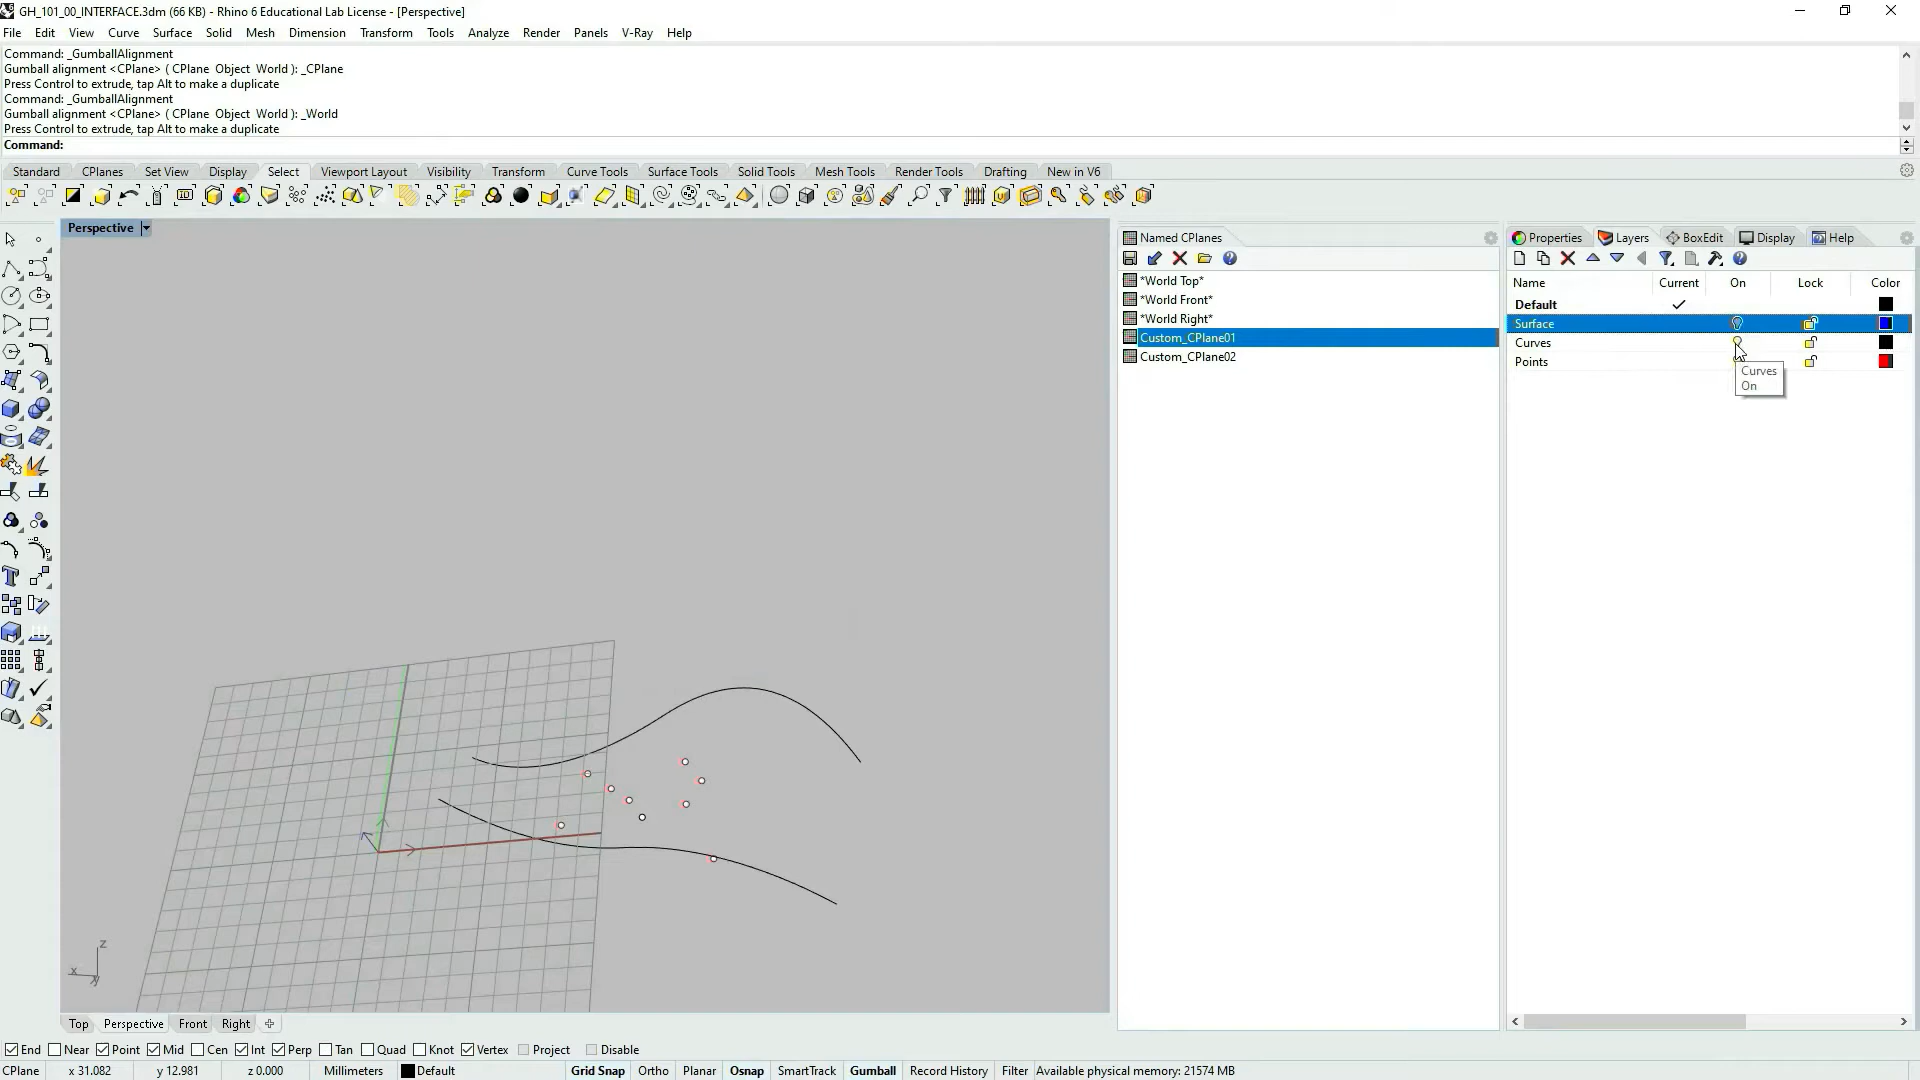 GH_101_00_INTERFACE.3dm (66 KB) - Rhino 6 Educational Lab License - [Perspective]
File Edit View Curve Surface Solid Mesh Dimension Transform Tools Analyze Render Panels V-Ray Help
Command: _GumballAlignment
Gumball alignment <CPlane> ( CPlane Object World ): _CPlane
Press Control to extrude, tap Alt to make a duplicate
Command: _GumballAlignment
Gumball alignment <CPlane> ( CPlane Object World ): _World
Press Control to extrude, tap Alt to make a duplicate
Command:
Standard CPlanes Set View Display Select Viewport Layout Visibility Transform Curve Tools Surface Tools Solid Tools Mesh Tools Render Tools Drafting New in V6
Perspective
Named CPlanes
*World Top*
*World Front*
*World Right*
Custom_CPlane01
Custom_CPlane02
Properties Layers BoxEdit Display Help
Name Current On Lock Color
Default
Surface
Curves
Points
Curves
On
z
x
y
Top Perspective Front Right
End Near Point Mid Cen Int Perp Tan Quad Knot Vertex Project Disable
CPlane x 31.082 y 12.981 z 0.000 Millimeters Default Grid Snap Ortho Planar Osnap SmartTrack Gumball Record History Filter Available physical memory: 21574 MB